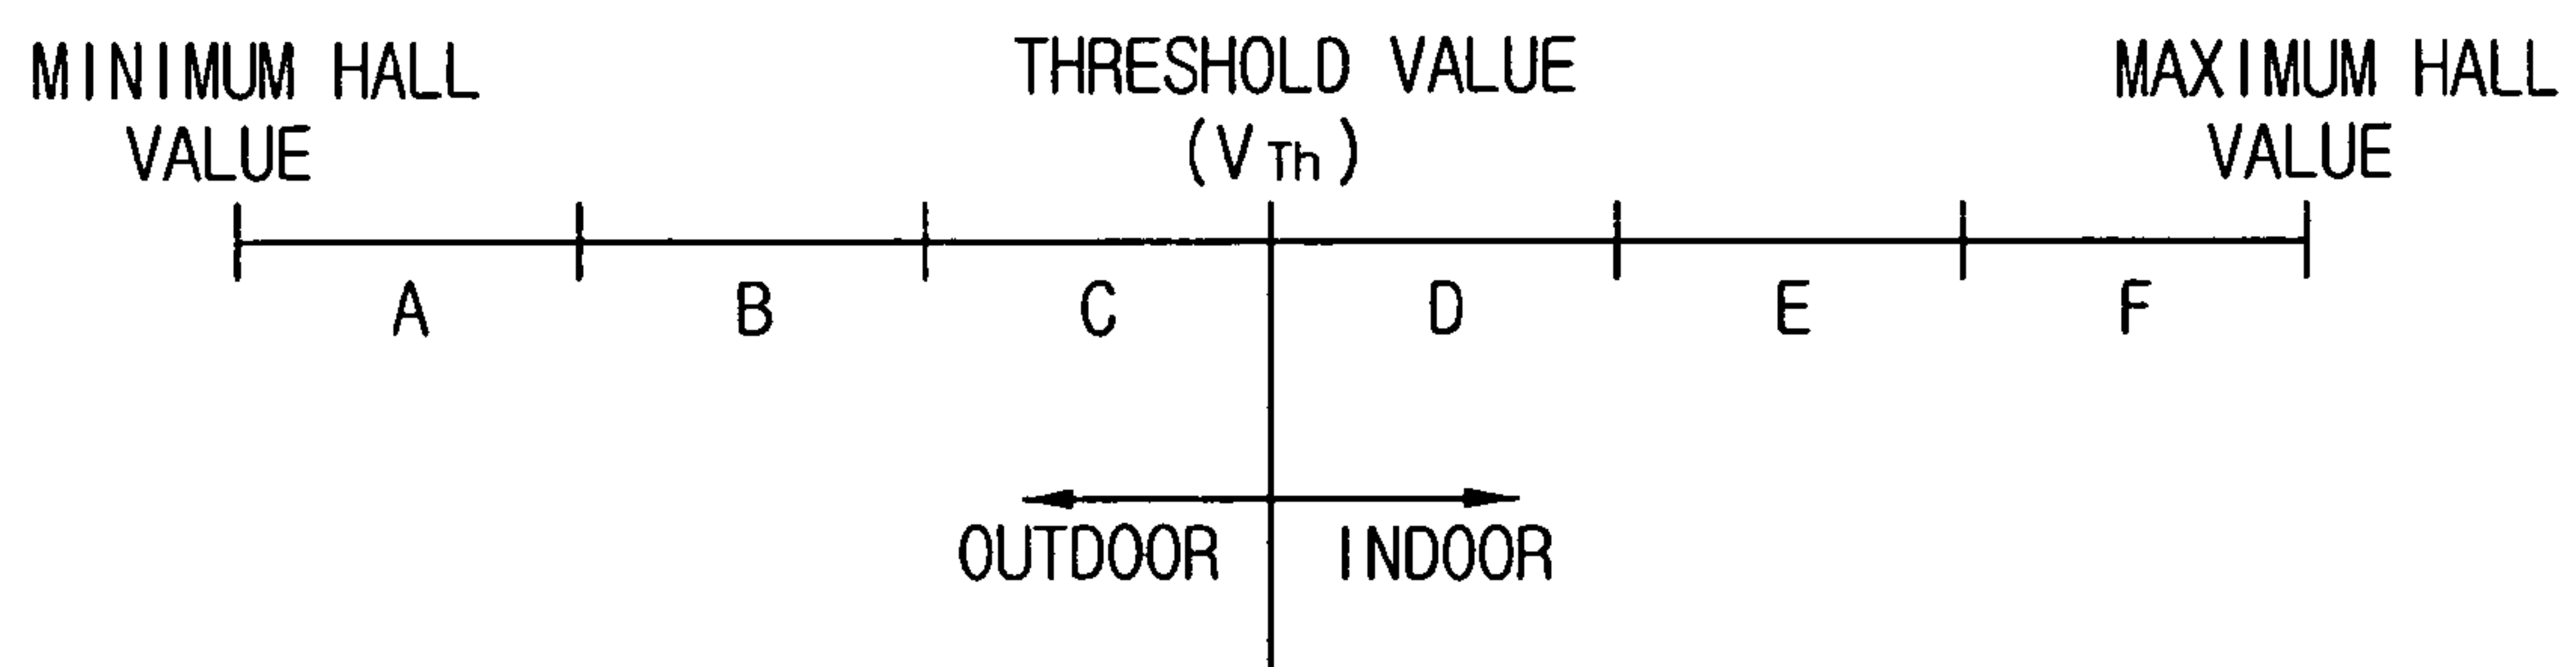 MINIMUM HALL
VALUE
THRESHOLD VALUE
(VTh)
MAXIMUM HALL
VALUE
A B C D E F
OUTDOOR INDOOR